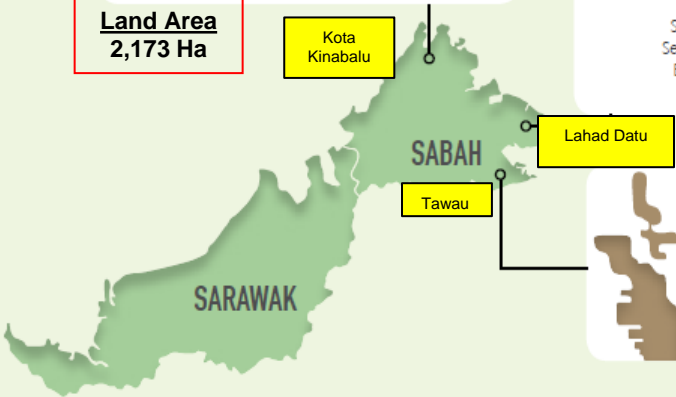 Land Area
2,173 Ha
Kota
Kinabalu
Lahad Datu
SABAH
Tawau
SARAWAK